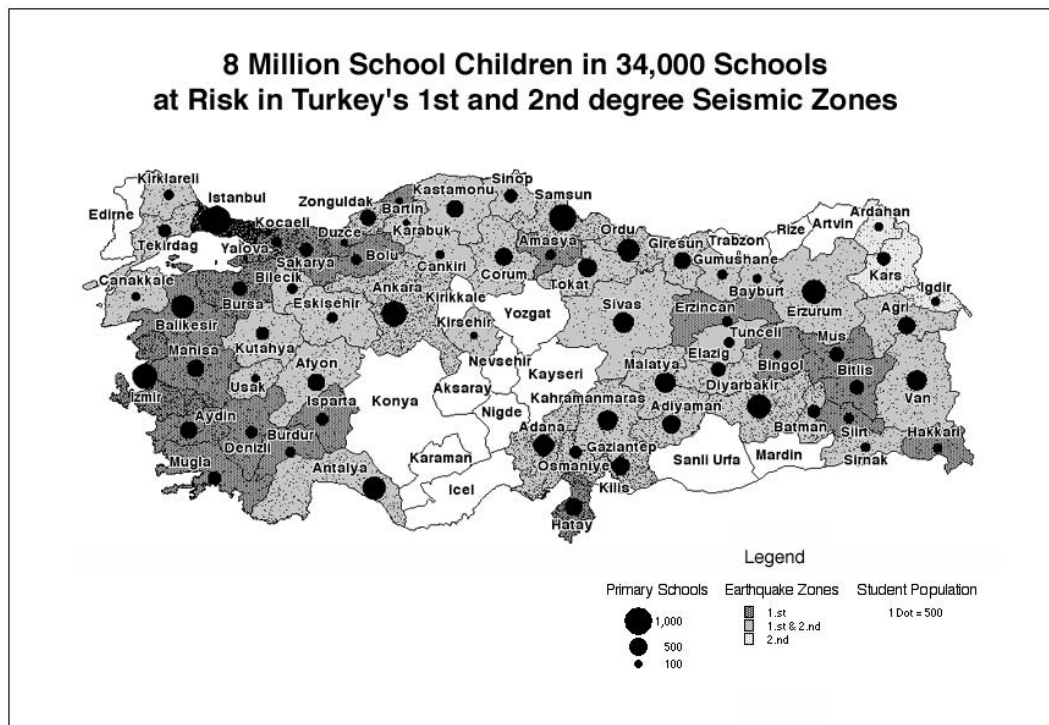 8 Million School Children in 34,000 Schools
at Risk in Turkey's 1st and 2nd degree Seismic Zones
Kirklareli
Edirne
Istanbul
Tekirdag
Kocaeli
Yalova
Zonguldak
Bartin
Duzce
Karabuk
Kastamonu
Sinop
Samsun
Sakarya
Bolu
Cankiri
Corum
Amasya
Ordu
Tokat
Giresun
Trabzon
Gumushane
Bayburt
Rize
Artvin
Ardahan
Kars
Igdir
Canakkale
Bursa
Bilecik
Eskisehir
Ankara
Kirikkale
Yozgat
Sivas
Erzincan
Erzurum
Agri
Balikesir
Kutahya
Kirsehir
Tunceli
Mus
Manisa
Usak
Afyon
Nevsehir
Kayseri
Malatya
Elazig
Bingol
Bitlis
Van
Izmir
Isparta
Konya
Aksaray
Kahramanmaras
Diyarbakir
Aydin
Denizli
Burdur
Nigde
Adana
Adiyaman
Batman
Siirt
Hakkari
Mugla
Antalya
Karaman
Icel
Osmaniye
Gaziantep
Kilis
Sanli Urfa
Mardin
Sirnak
Hatay
Legend
Primary Schools
1,000
500
100
Earthquake Zones
1.st
1.st & 2.nd
2.nd
Student Population
1 Dot = 500